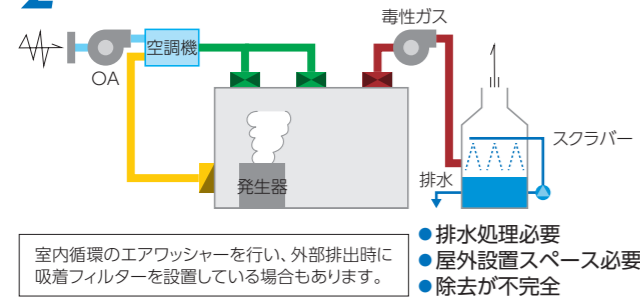 2
毒性ガス
空調機
OA
スクラバー
発生器
排水
室内循環のエアワッシャーを行い、外部排出時に
吸着フィルターを設置している場合もあります。
●排水処理必要
●屋外設置スペース必要
●除去が不完全